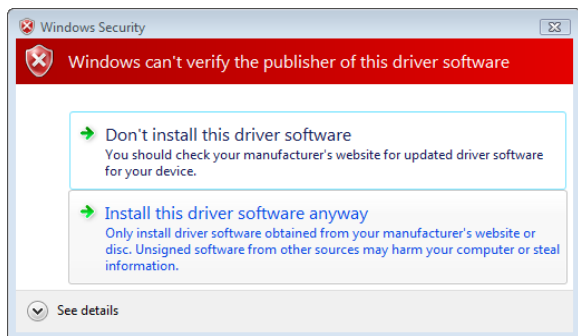 Windows Security
Windows can't verify the publisher of this driver software
Don't install this driver software
You should check your manufacturer's website for updated driver software
for your device.
Install this driver software anyway
Only install driver software obtained from your manufacturer's website or
disc. Unsigned software from other sources may harm your computer or steal
information.
See details